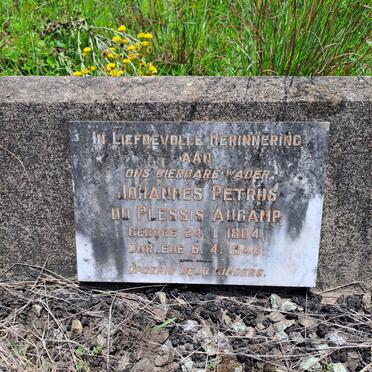 IN LIEFDEVOLLE HERINNERING
AAN
ONS DIERBARE VADER
JOHANNES PETRUS
DU PLESSIS AUCAMP.
GEBORE 24. 1. 1884
OORLEDE 6. 4. 1946
DEUR KINDERS.